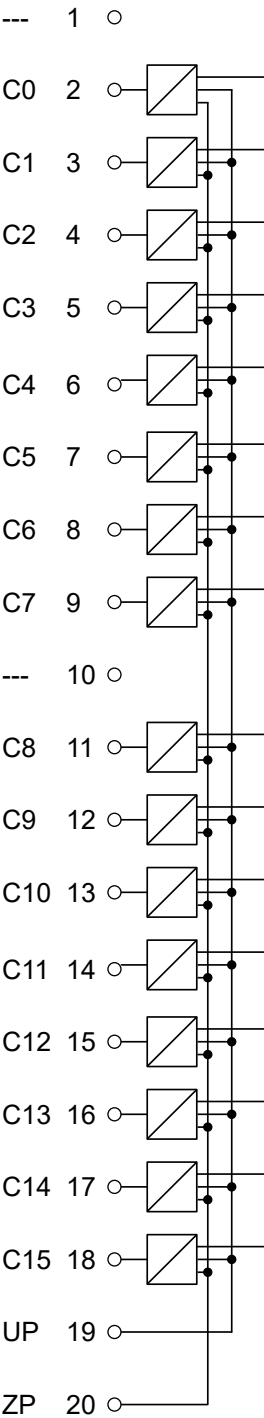 --- 1
C0 2
C1 3
C2 4
C3 5
C4 6
C5 7
C6 8
C7 9
--- 10
C8 11
C9 12
C10 13
C11 14
C12 15
C13 16
C14 17
C15 18
UP 19
ZP 20